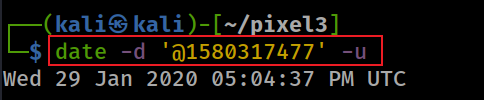 ┌──(kali㉿kali)-[~/pixel3]
└─$ date -d '@1580317477' -u
Wed 29 Jan 2020 05:04:37 PM UTC